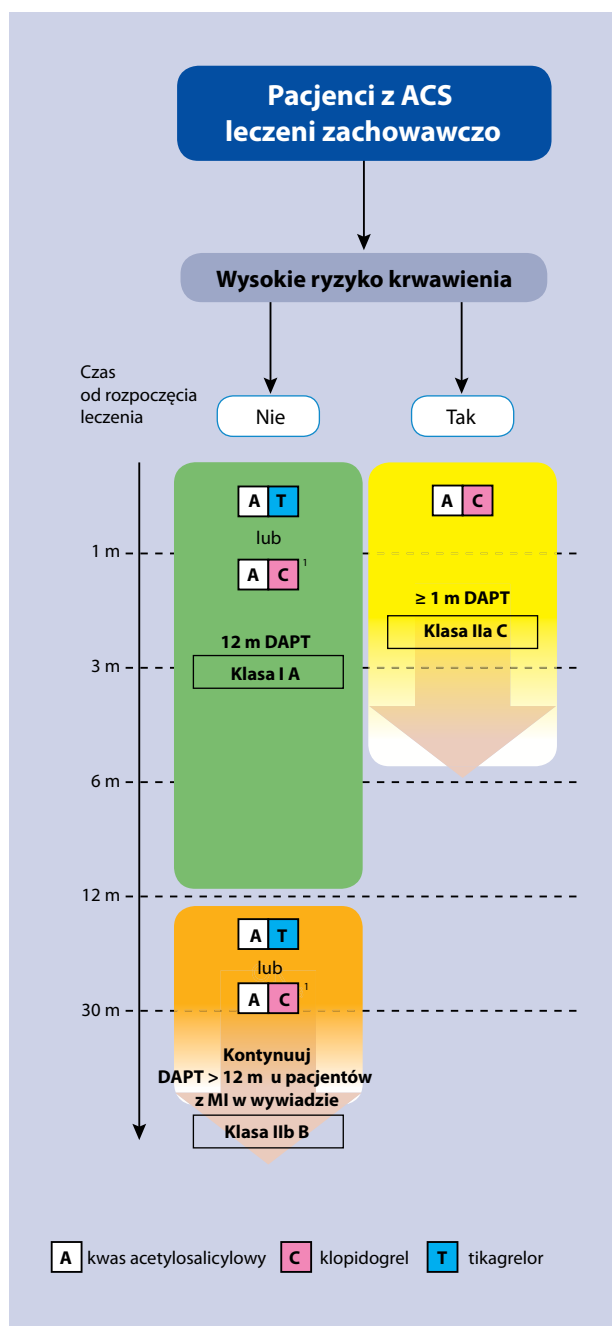 Pacjenci z ACS
leczeni zachowawczo
Wysokie ryzyko krwawienia
Czas
od rozpoczęcia
leczenia
Nie
Tak
A T
lub
A C 1
12 m DAPT
Klasa I A
A C
≥ 1 m DAPT
Klasa IIa C
1 m
3 m
6 m
12 m
30 m
A T
lub
A C 1
Kontynuuj
DAPT > 12 m u pacjentów
z MI w wywiadzie
Klasa IIb B
A kwas acetylosalicylowy C klopidogrel T tikagrelor